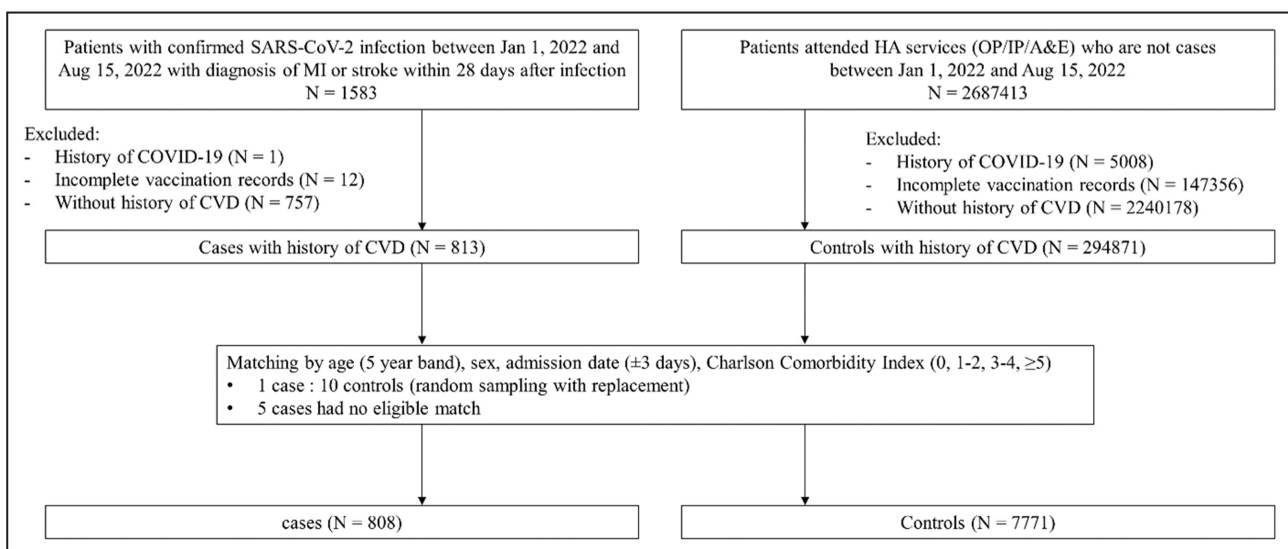 Patients with confirmed SARS-CoV-2 infection between Jan 1, 2022 and
Aug 15, 2022 with diagnosis of MI or stroke within 28 days after infection
N = 1583
Patients attended HA services (OP/IP/A&E) who are not cases
between Jan 1, 2022 and Aug 15, 2022
N = 2687413
Excluded:
- History of COVID-19 (N = 1)
- Incomplete vaccination records (N = 12)
- Without history of CVD (N = 757)
Excluded:
- History of COVID-19 (N = 5008)
- Incomplete vaccination records (N = 147356)
- Without history of CVD (N = 2240178)
Cases with history of CVD (N = 813)
Controls with history of CVD (N = 294871)
Matching by age (5 year band), sex, admission date (±3 days), Charlson Comorbidity Index (0, 1-2, 3-4, ≥5)
• 1 case : 10 controls (random sampling with replacement)
• 5 cases had no eligible match
cases (N = 808)
Controls (N = 7771)